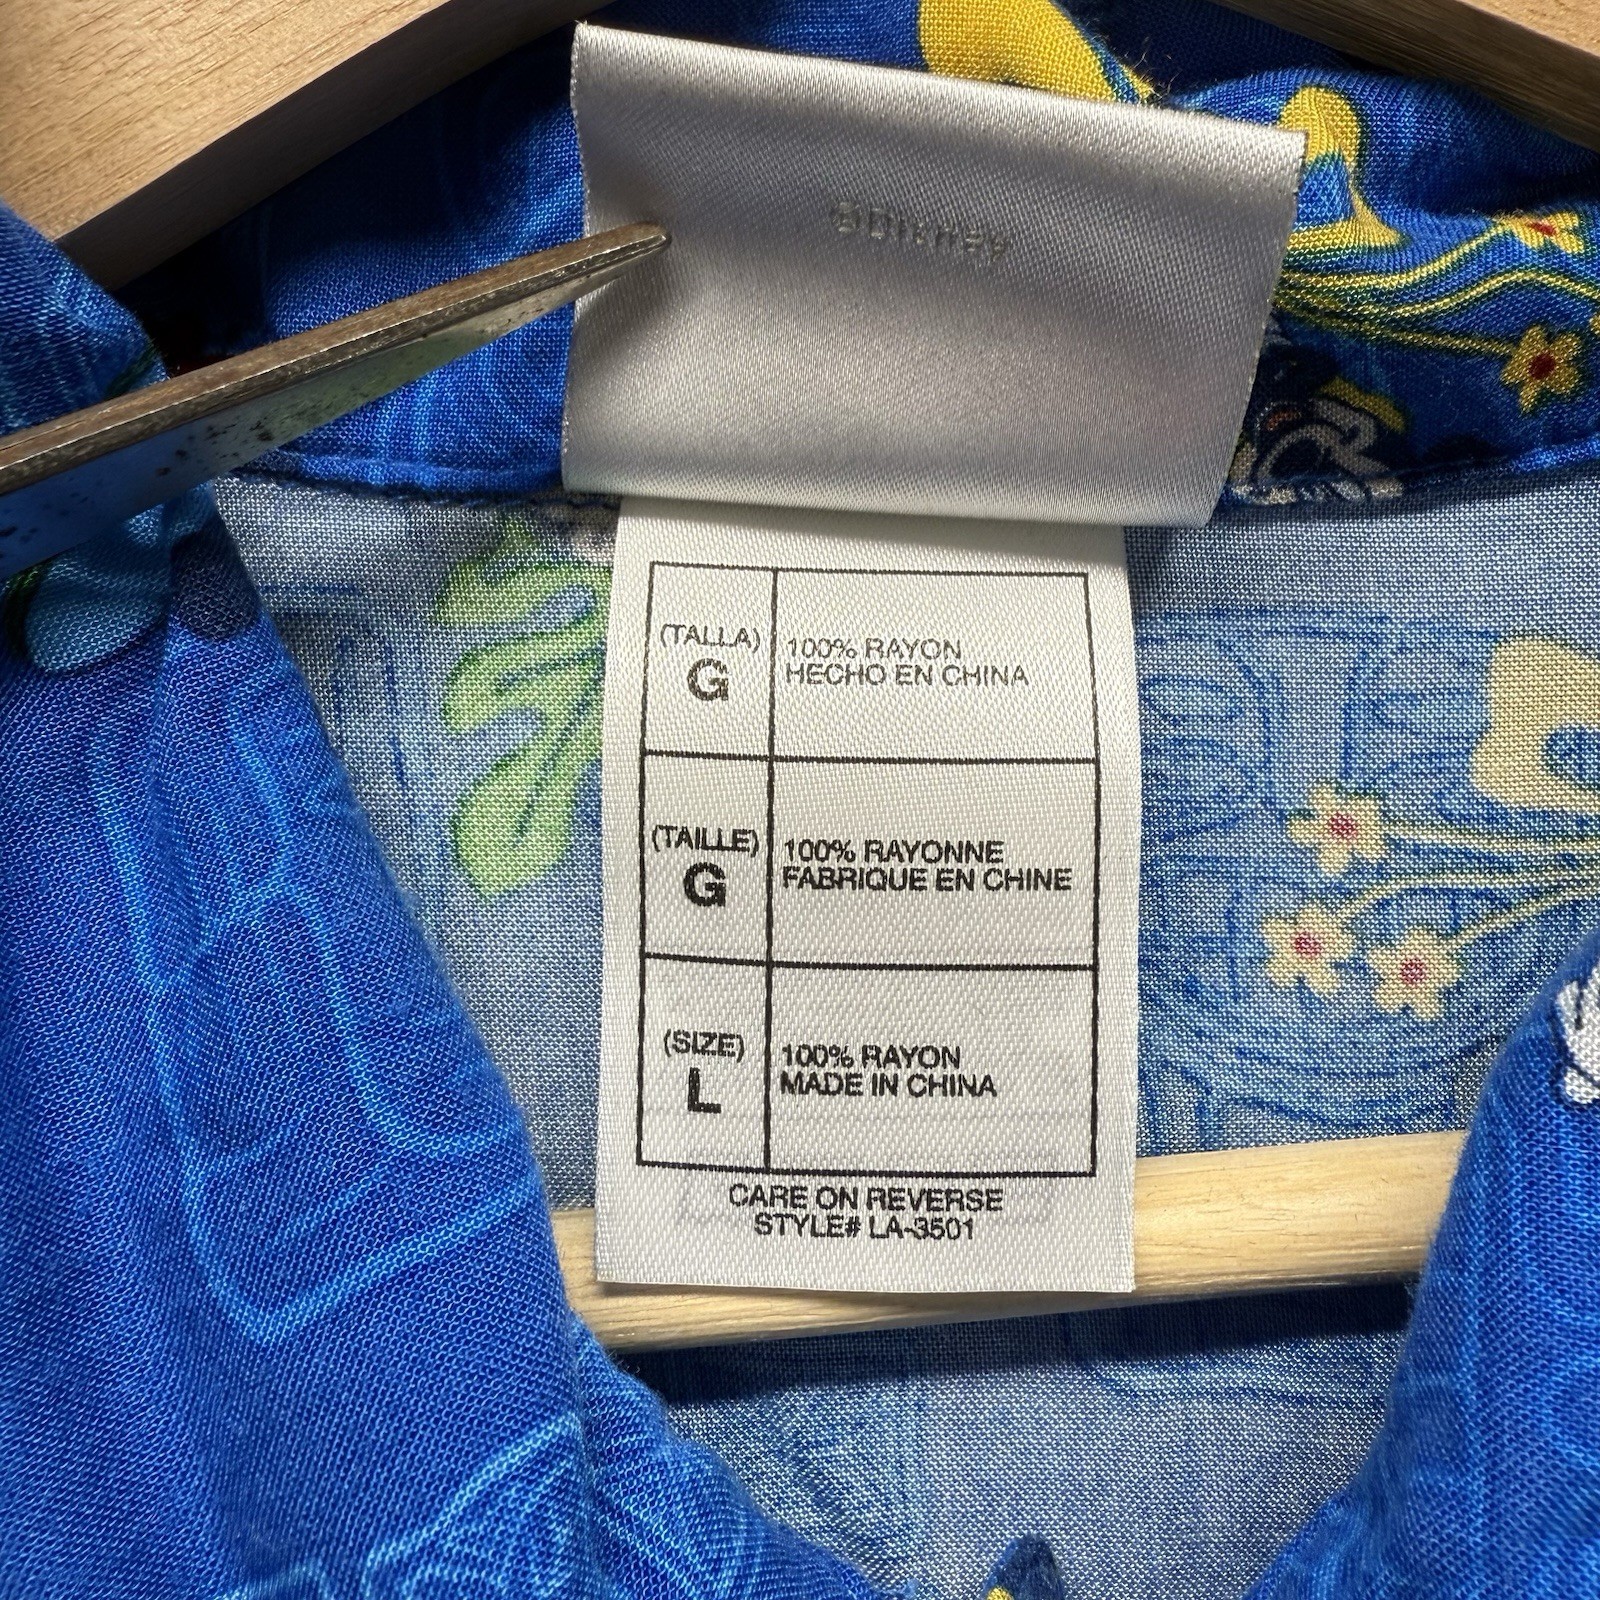 ©Disney
(TALLA)
G
100% RAYON
HECHO EN CHINA
(TAILLE)
G
100% RAYONNE
FABRIQUE EN CHINE
(SIZE)
L
100% RAYON
MADE IN CHINA
CARE ON REVERSE
STYLE# LA-3501